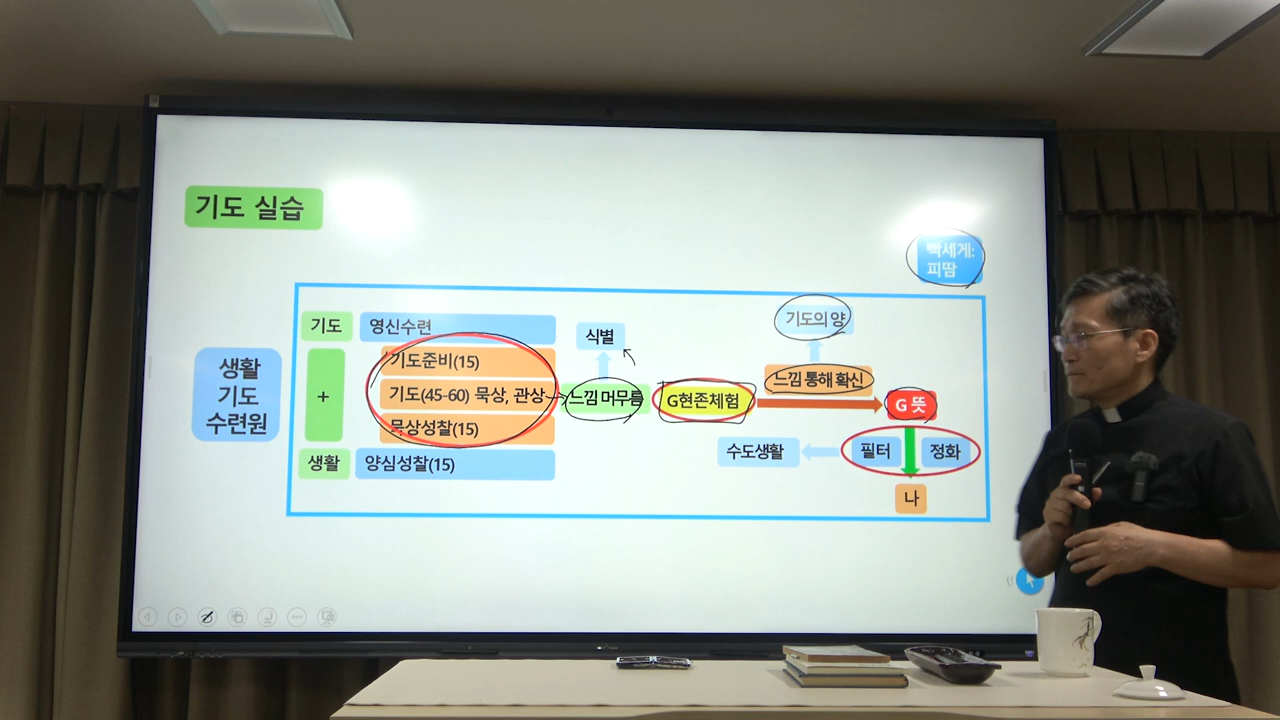 기도 실습
빡세게:
피땀
생활
기도
수련원
기도
영신수련
+
기도준비(15)
기도(45-60) 묵상, 관상
묵상성찰(15)
생활
양심성찰(15)
식별
느낌 머무름
G현존체험
기도의 양
느낌 통해 확신
G 뜻
수도생활
필터
정화
나